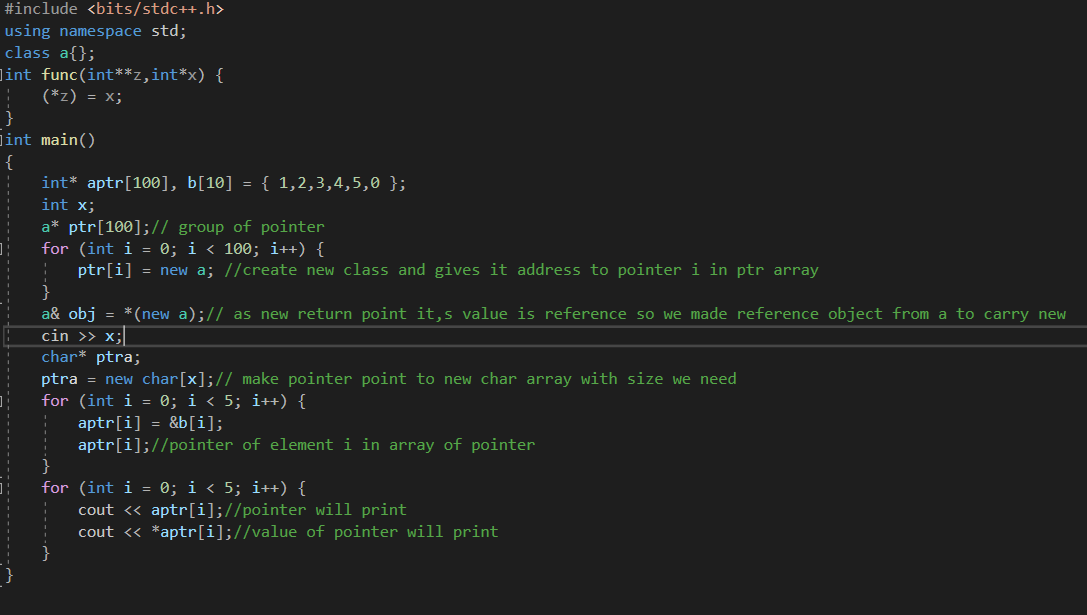 #include <bits/stdc++.h>
using namespace std;
class a{};
int func(int**z,int*x) {
    (*z) = x;
}
int main()
{
    int* aptr[100], b[10] = { 1,2,3,4,5,0 };
    int x;
    a* ptr[100];// group of pointer
    for (int i = 0; i < 100; i++) {
        ptr[i] = new a; //create new class and gives it address to pointer i in ptr array
    }
    a& obj = *(new a);// as new return point it,s value is reference so we made reference object from a to carry new
    cin >> x;
    char* ptra;
    ptra = new char[x];// make pointer point to new char array with size we need
    for (int i = 0; i < 5; i++) {
        aptr[i] = &b[i];
        aptr[i];//pointer of element i in array of pointer
    }
    for (int i = 0; i < 5; i++) {
        cout << aptr[i];//pointer will print
        cout << *aptr[i];//value of pointer will print
    }
}